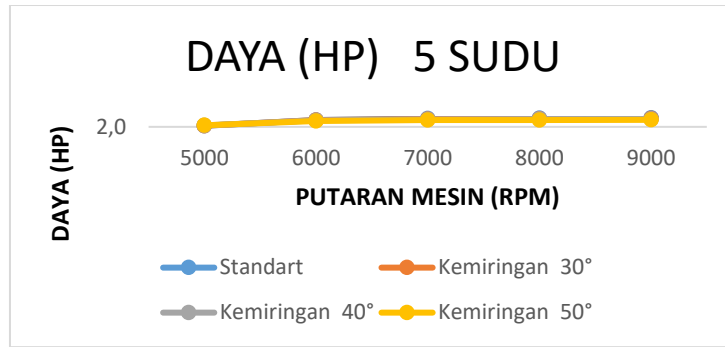 DAYA (HP) 5 SUDU
DAYA (HP)
2,0
5000 6000 7000 8000 9000
PUTARAN MESIN (RPM)
Standart Kemiringan 30°
Kemiringan 40° Kemiringan 50°